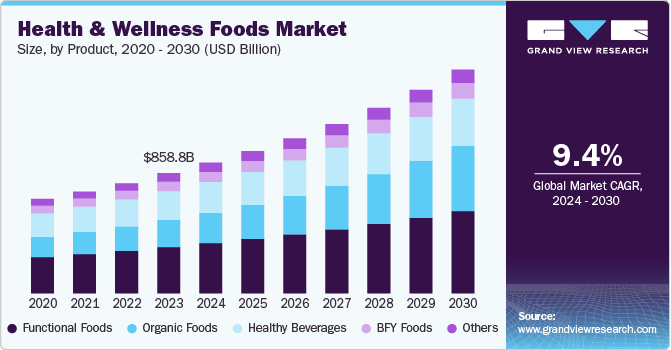 Health & Wellness Foods Market
Size, by Product, 2020 - 2030 (USD Billion)
$858.8B
2020 2021 2022 2023 2024 2025 2026 2027 2028 2029 2030
Functional Foods Organic Foods Healthy Beverages BFY Foods Others
GRAND VIEW RESEARCH
9.4%
Global Market CAGR,
2024 - 2030
Source:
www.grandviewresearch.com